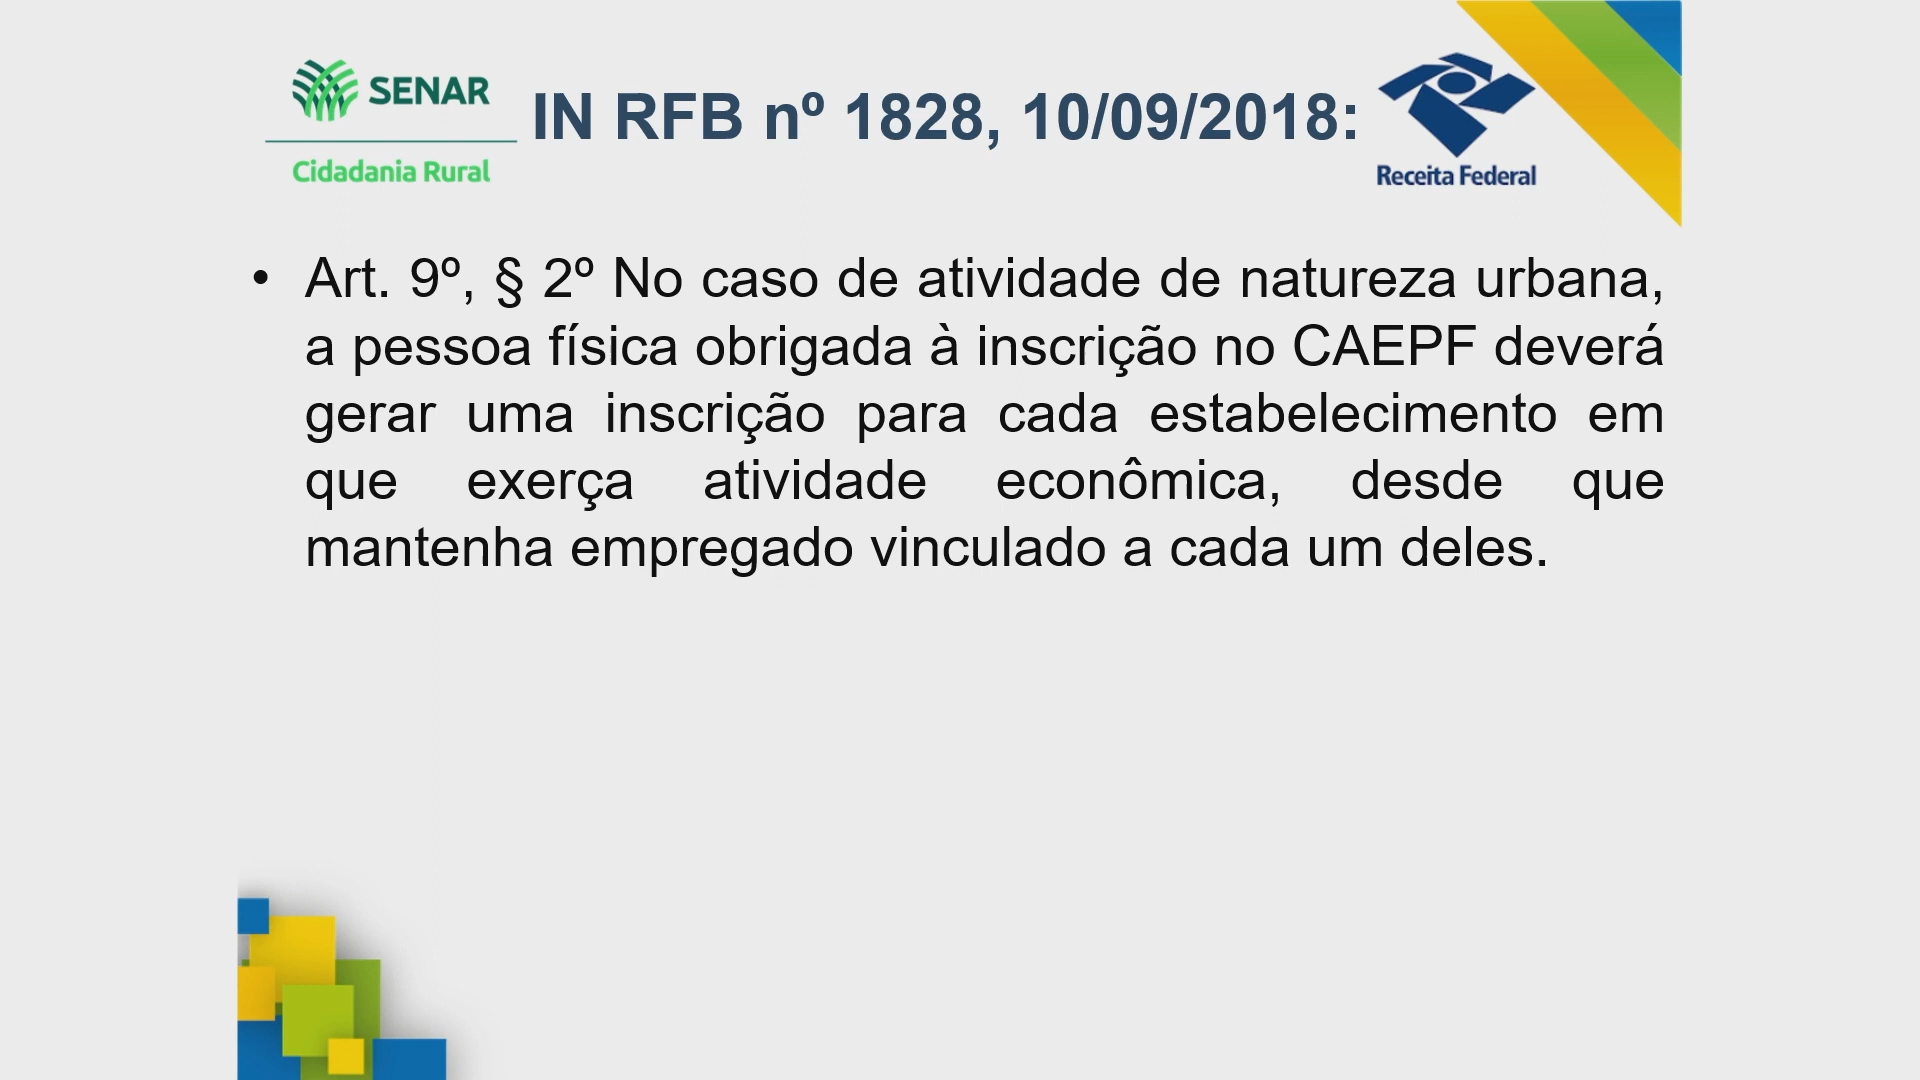 SENAR
Cidadania Rural
IN RFB nº 1828, 10/09/2018:
Receita Federal
• Art. 9º, § 2º No caso de atividade de natureza urbana,
a pessoa física obrigada à inscrição no CAEPF deverá
gerar uma inscrição para cada estabelecimento em
que exerça atividade econômica, desde que
mantenha empregado vinculado a cada um deles.